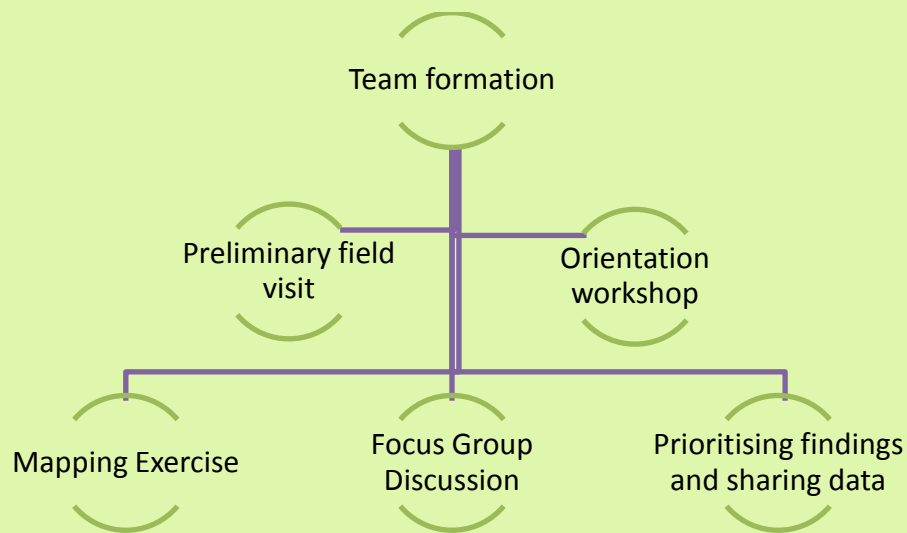 Team formation
Preliminary field
visit
Orientation
workshop
Mapping Exercise
Focus Group
Discussion
Prioritising findings
and sharing data